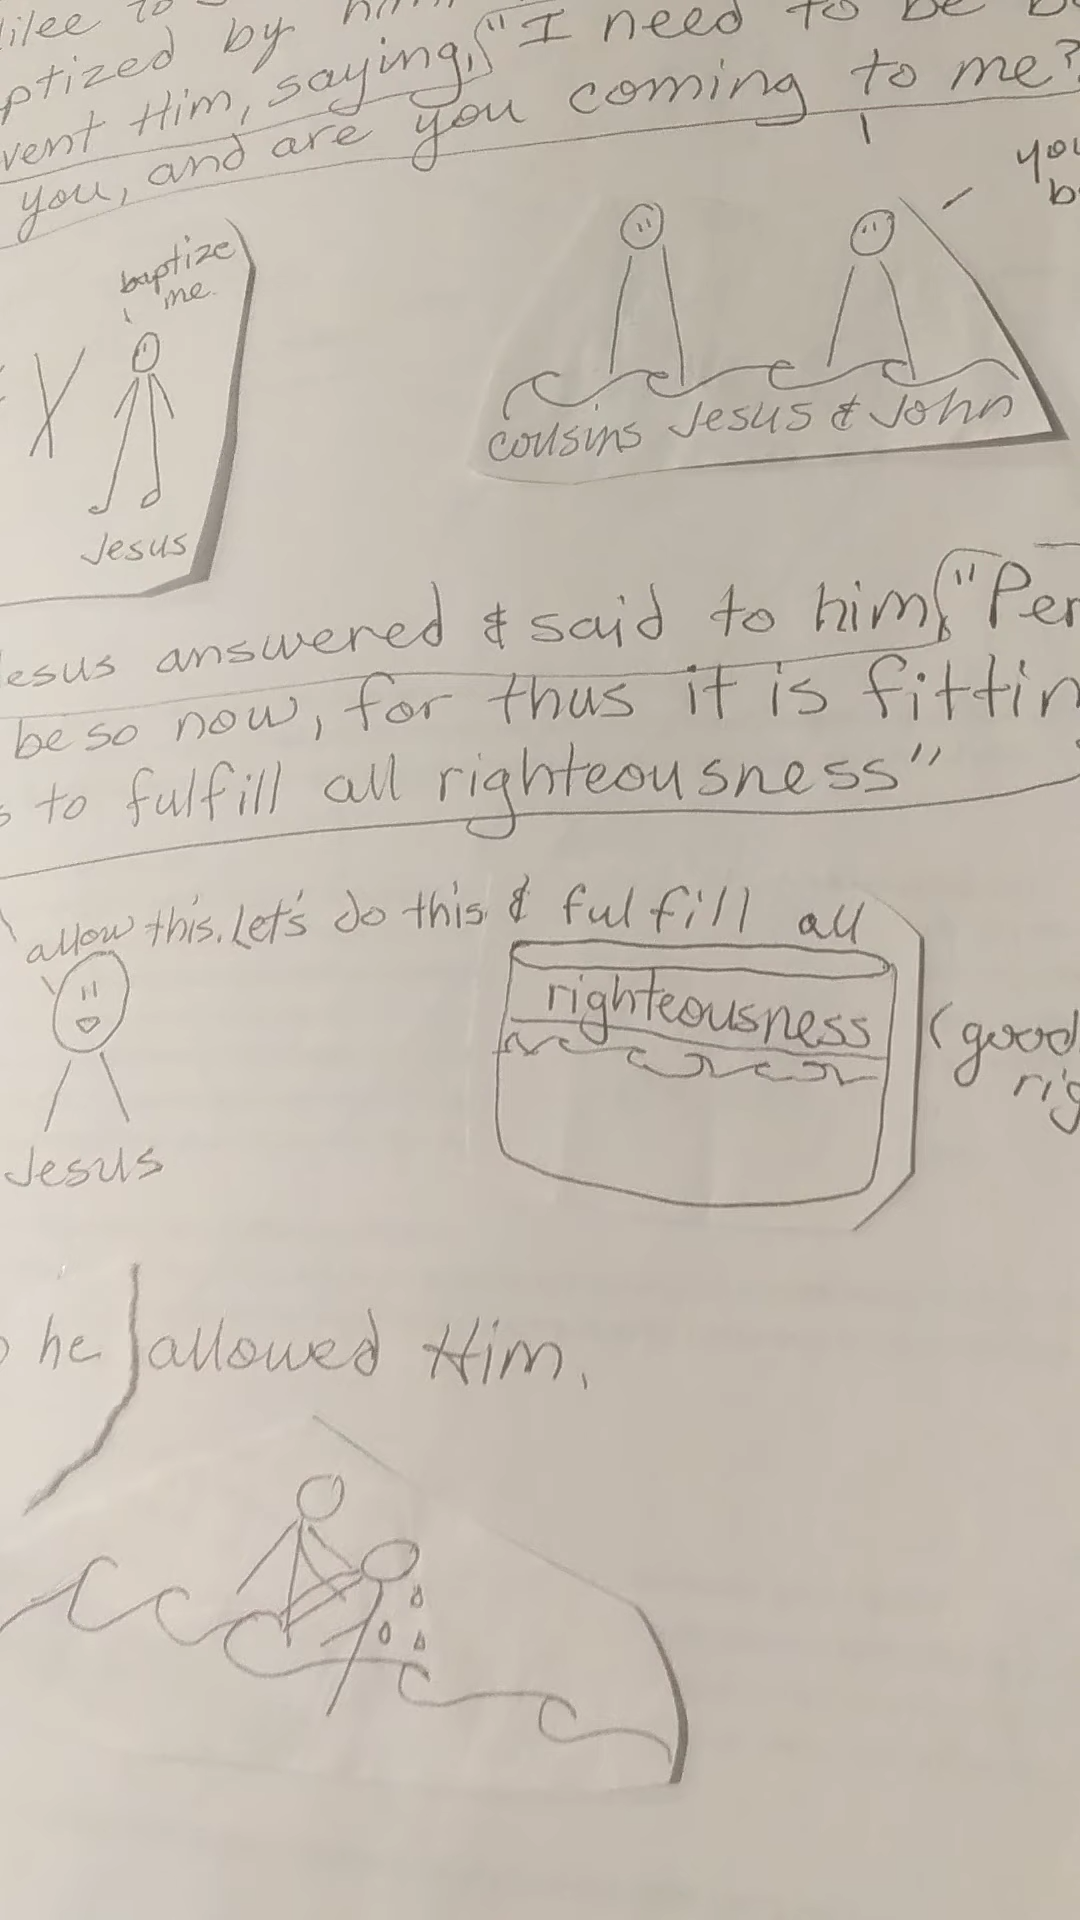 ilee to
ptized by him
vent Him, saying, "I need to be b
you, and are you coming to me?
you
b
baptize
me.
Jesus
cousins Jesus & John
esus answered & said to him, "Per
be so now, for thus it is fittin
s to fulfill all righteousness"
allow this. Let's do this & fulfill all
righteousness
(good
rig
Jesus
he allowed Him.